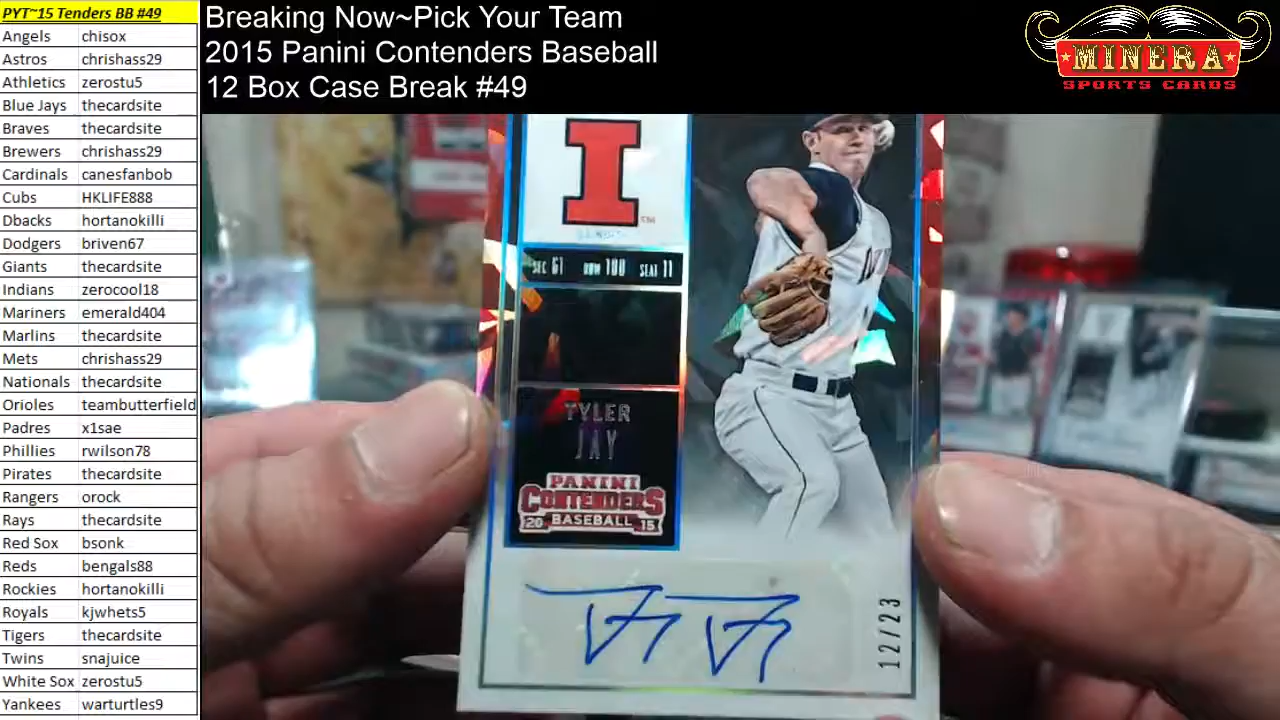 PYT~15 Tenders BB #49
Angels chisox
Astros chrishass29
Athletics zerostu5
Blue Jays thecardsite
Braves thecardsite
Brewers chrishass29
Cardinals canesfanbob
Cubs HKLIFE888
Dbacks hortanokilli
Dodgers briven67
Giants thecardsite
Indians zerocool18
Mariners emerald404
Marlins thecardsite
Mets chrishass29
Nationals thecardsite
Orioles teambutterfield
Padres x1sae
Phillies rwilson78
Pirates thecardsite
Rangers orock
Rays thecardsite
Red Sox bsonk
Reds bengals88
Rockies hortanokilli
Royals kjwhets5
Tigers thecardsite
Twins snajuice
White Sox zerostu5
Yankees warturtles9
Breaking Now~Pick Your Team
2015 Panini Contenders Baseball
12 Box Case Break #49
MINERA
SPORTS CARDS
I TM
SEC 61 ROW 100 SEAT 11
TYLER
JAY
PANINI
CONTENDERS
20 BASEBALL 15
12/23